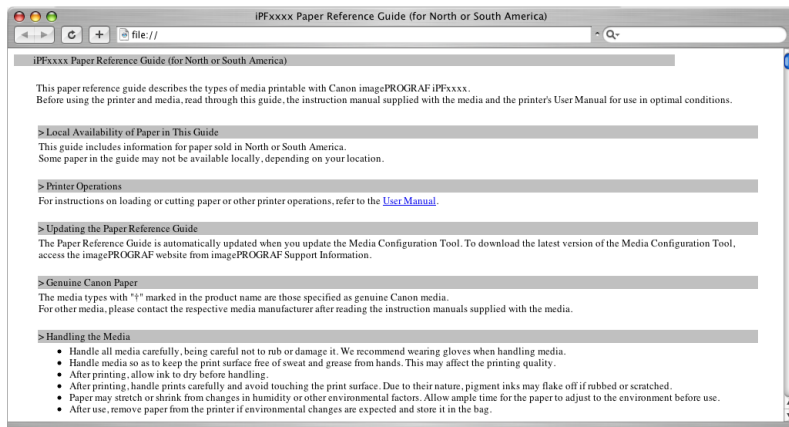 iPFxxxx Paper Reference Guide (for North or South America)
file://
iPFxxxx Paper Reference Guide (for North or South America)
This paper reference guide describes the types of media printable with Canon imagePROGRAF iPFxxxx.
Before using the printer and media, read through this guide, the instruction manual supplied with the media and the printer's User Manual for use in optimal conditions.
> Local Availability of Paper in This Guide
This guide includes information for paper sold in North or South America.
Some paper in the guide may not be available locally, depending on your location.
> Printer Operations
For instructions on loading or cutting paper or other printer operations, refer to the User Manual.
> Updating the Paper Reference Guide
The Paper Reference Guide is automatically updated when you update the Media Configuration Tool. To download the latest version of the Media Configuration Tool,
access the imagePROGRAF website from imagePROGRAF Support Information.
> Genuine Canon Paper
The media types with "†" marked in the product name are those specified as genuine Canon media.
For other media, please contact the respective media manufacturer after reading the instruction manuals supplied with the media.
> Handling the Media
• Handle all media carefully, being careful not to rub or damage it. We recommend wearing gloves when handling media.
• Handle media so as to keep the print surface free of sweat and grease from hands. This may affect the printing quality.
• After printing, allow ink to dry before handling.
• After printing, handle prints carefully and avoid touching the print surface. Due to their nature, pigment inks may flake off if rubbed or scratched.
• Paper may stretch or shrink from changes in humidity or other environmental factors. Allow ample time for the paper to adjust to the environment before use.
• After use, remove paper from the printer if environmental changes are expected and store it in the bag.